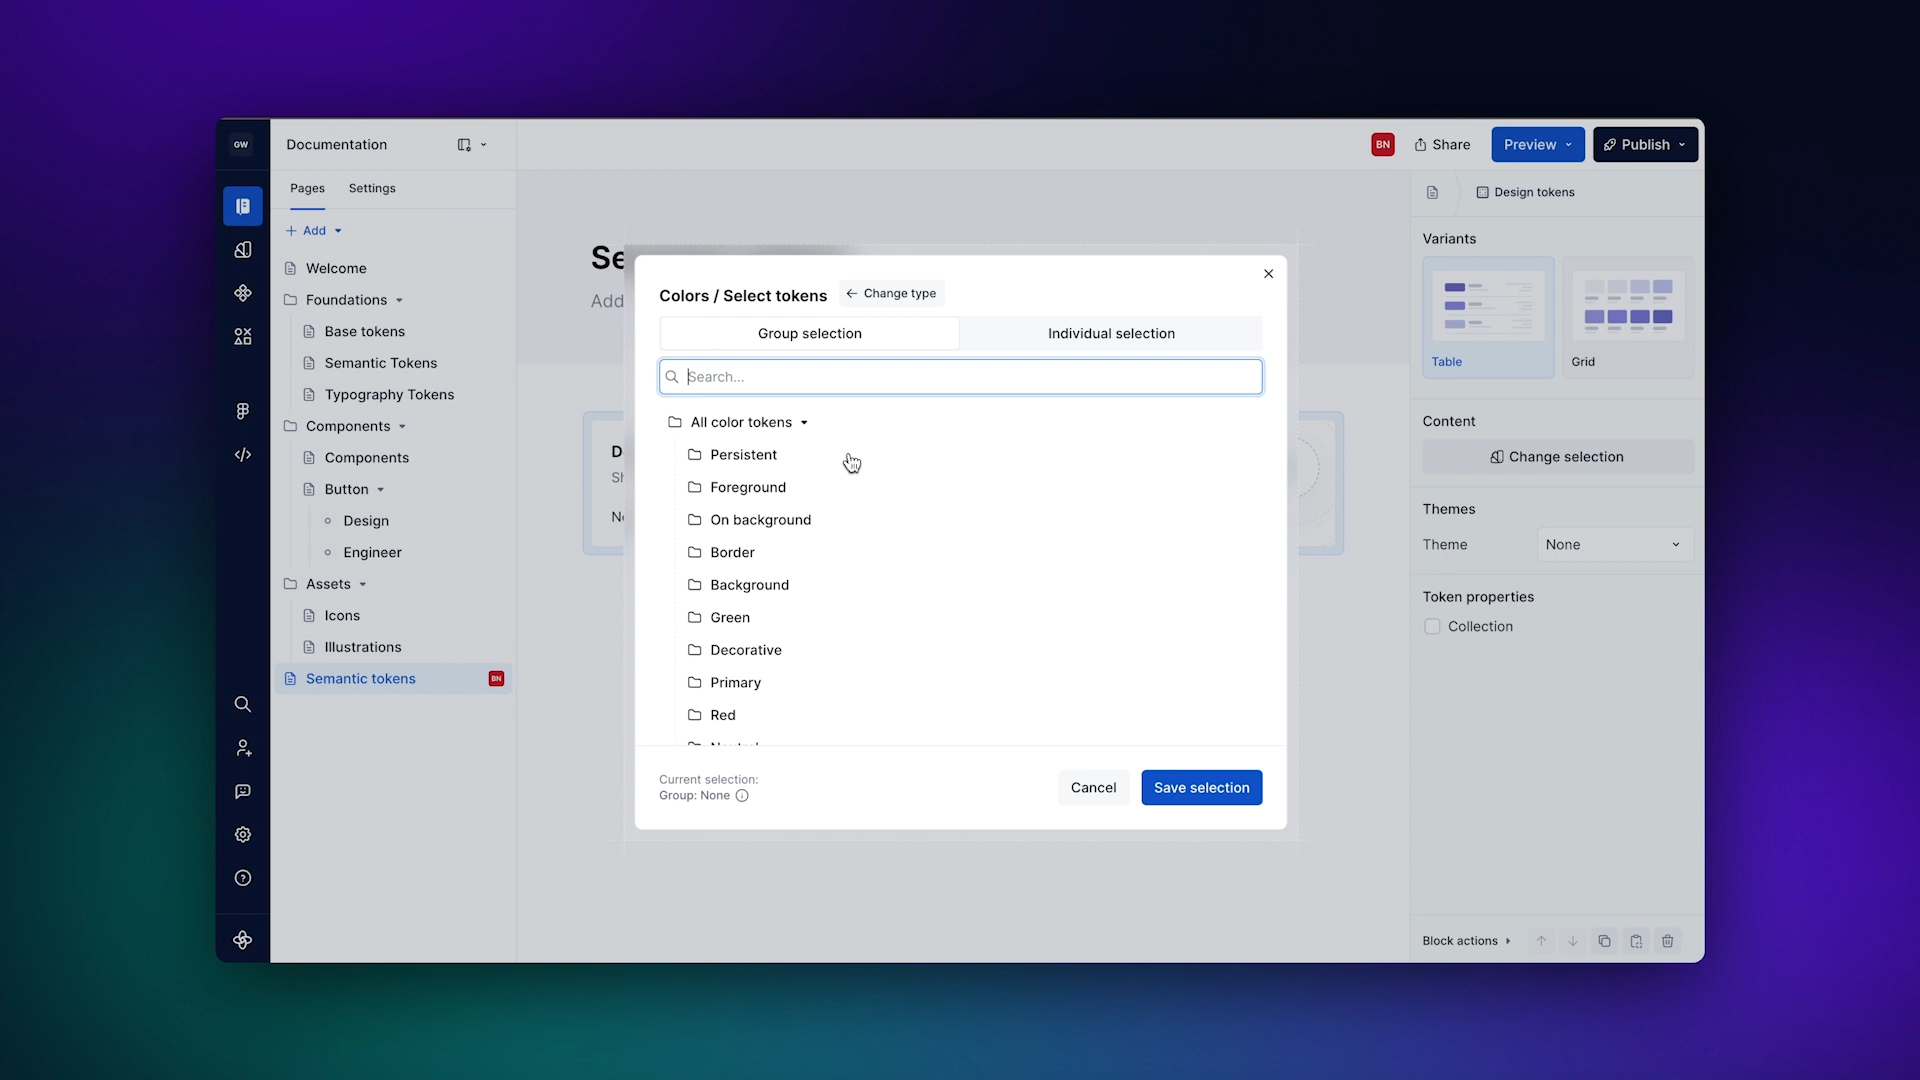 GW
Documentation
BN
Share
Preview
Publish
Pages
Settings
Add
Welcome
Foundations
Base tokens
Semantic Tokens
Typography Tokens
Components
Components
Button
Design
Engineer
Assets
Icons
Illustrations
Semantic tokens
BN
Se
Add
D
Colors / Select tokens
Change type
Group selection
Individual selection
Search...
All color tokens
Persistent
Foreground
On background
Border
Background
Green
Decorative
Primary
Red
Current selection:
Group: None
Cancel
Save selection
Design tokens
Variants
Table
Grid
Content
Change selection
Themes
Theme
None
Token properties
Collection
Block actions